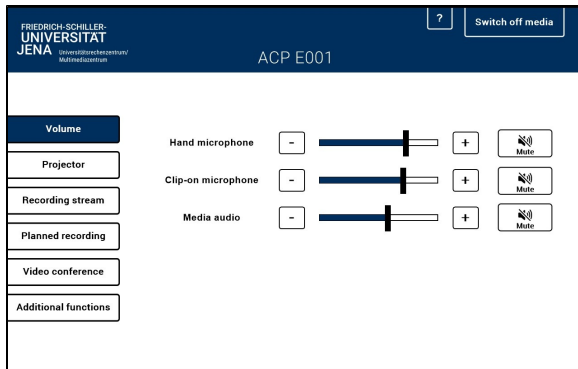 FRIEDRICH-SCHILLER-
UNIVERSITÄT
JENA Universitätsrechenzentrum/
Multimediazentrum
ACP E001
?
Switch off media
Volume
Projector
Recording stream
Planned recording
Video conference
Additional functions
Hand microphone - + Mute
Clip-on microphone - + Mute
Media audio - + Mute